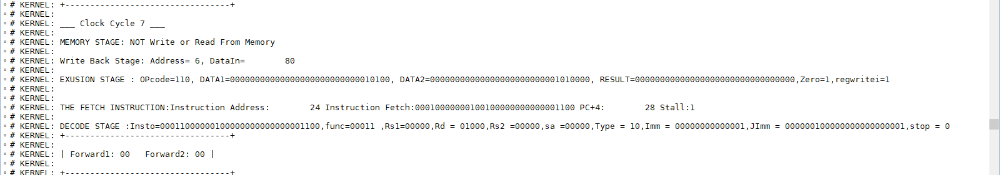 # KERNEL: +---------------------------------+
# KERNEL:
# KERNEL: ___ Clock Cycle 7 ___
# KERNEL:
# KERNEL: MEMORY STAGE: NOT Write or Read From Memory
# KERNEL:
# KERNEL: Write Back Stage: Address= 6, DataIn=        80
# KERNEL:
# KERNEL: EXUSION STAGE : OPcode=110, DATA1=00000000000000000000000000010100, DATA2=00000000000000000000000001010000, RESULT=00000000000000000000000000000000,Zero=1,regwritei=1
# KERNEL:
# KERNEL:
# KERNEL: THE FETCH INSTRUCTION:Instruction Address:        24 Instruction Fetch:00010000000100100000000000001100 PC+4:        28 Stall:1
# KERNEL:
# KERNEL: DECODE STAGE :Insto=00011000000100000000000000001100,func=00011 ,Rs1=00000,Rd = 01000,Rs2 =00000,sa =00000,Type = 10,Imm = 00000000000001,JImm = 000000100000000000000001,stop = 0
# KERNEL: +---------------------------------+
# KERNEL:
# KERNEL: | Forward1: 00   Forward2: 00 |
# KERNEL:
# KERNEL: +---------------------------------+